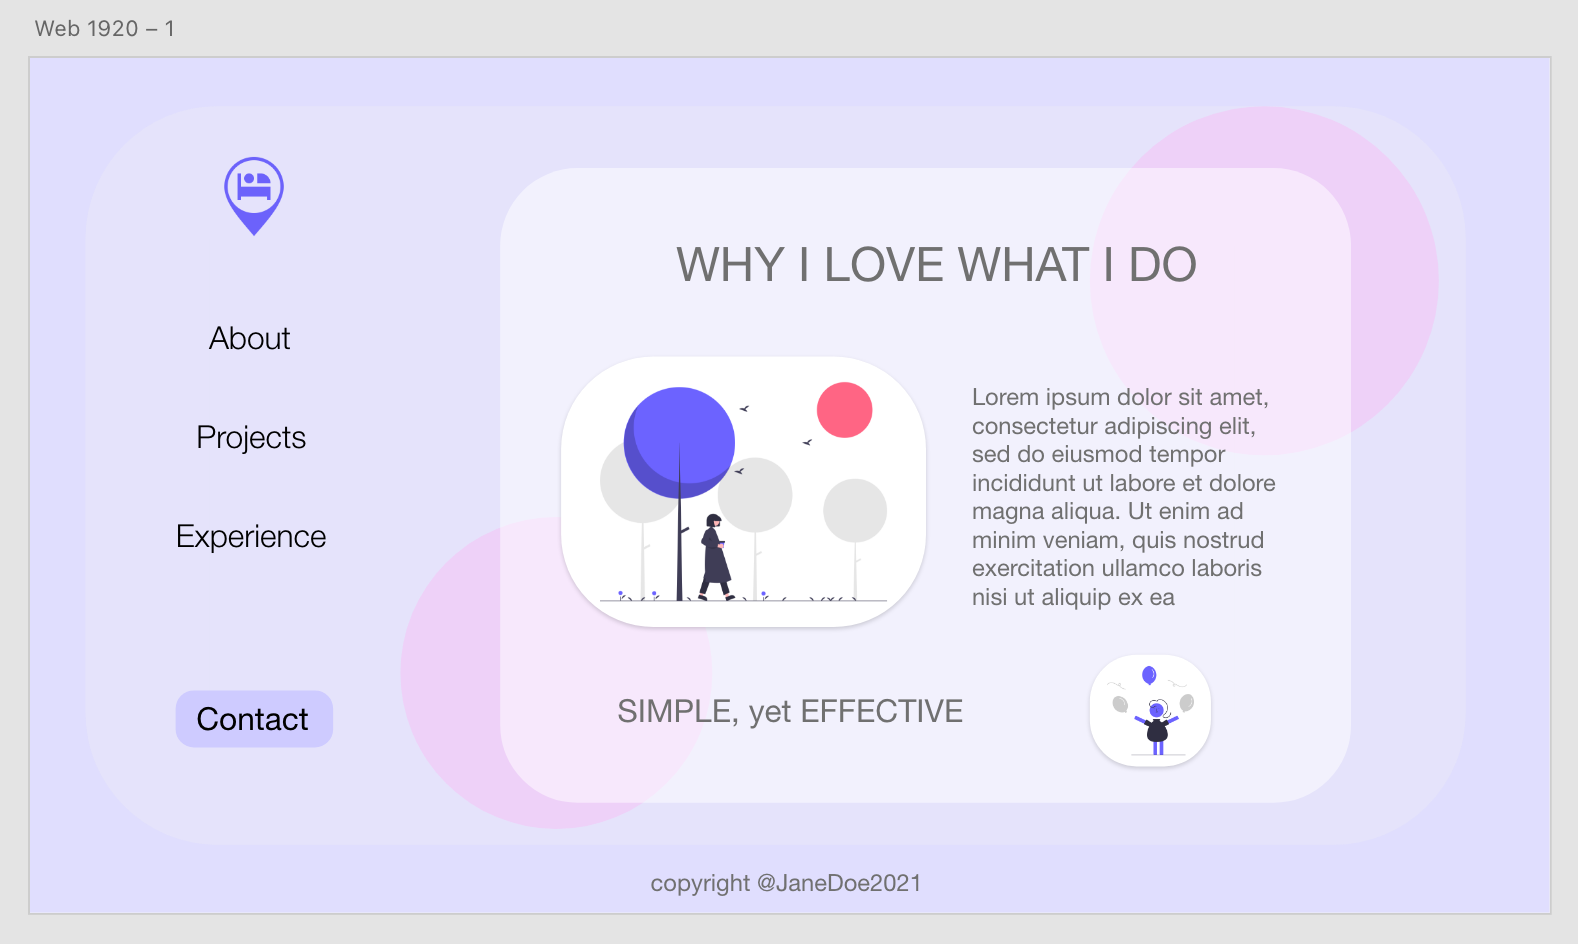 Web 1920 – 1
About
Projects
Experience
Contact
WHY I LOVE WHAT I DO
Lorem ipsum dolor sit amet,
consectetur adipiscing elit,
sed do eiusmod tempor
incididunt ut labore et dolore
magna aliqua. Ut enim ad
minim veniam, quis nostrud
exercitation ullamco laboris
nisi ut aliquip ex ea
SIMPLE, yet EFFECTIVE
copyright @JaneDoe2021